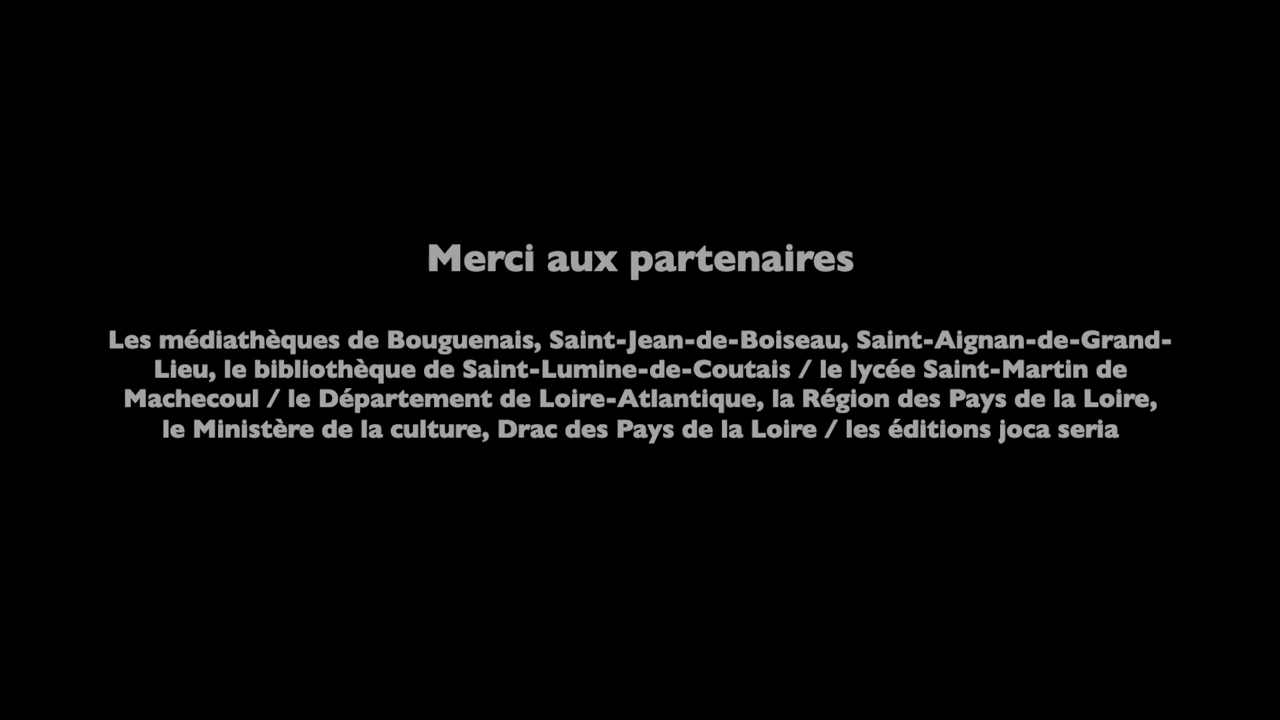 Merci aux partenaires
Les médiathèques de Bouguenais, Saint-Jean-de-Boiseau, Saint-Aignan-de-Grand-
Lieu, le bibliothèque de Saint-Lumine-de-Coutais / le lycée Saint-Martin de
Machecoul / le Département de Loire-Atlantique, la Région des Pays de la Loire,
le Ministère de la culture, Drac des Pays de la Loire / les éditions joca seria